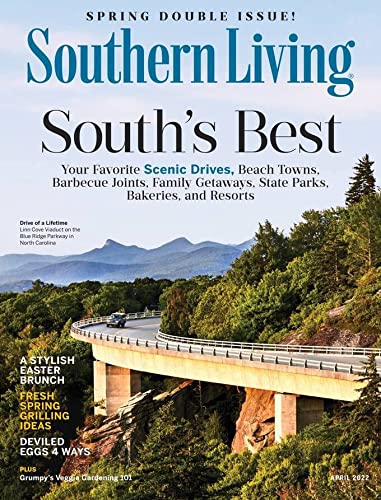 SPRING DOUBLE ISSUE!
Southern Living®
South's Best
Your Favorite Scenic Drives, Beach Towns,
Barbecue Joints, Family Getaways, State Parks,
Bakeries, and Resorts
Drive of a Lifetime
Linn Cove Viaduct on the
Blue Ridge Parkway in
North Carolina
A STYLISH
EASTER
BRUNCH
FRESH
SPRING
GRILLING
IDEAS
DEVILED
EGGS 4 WAYS
PLUS
Grumpy's Veggie Gardening 101
APRIL 2022